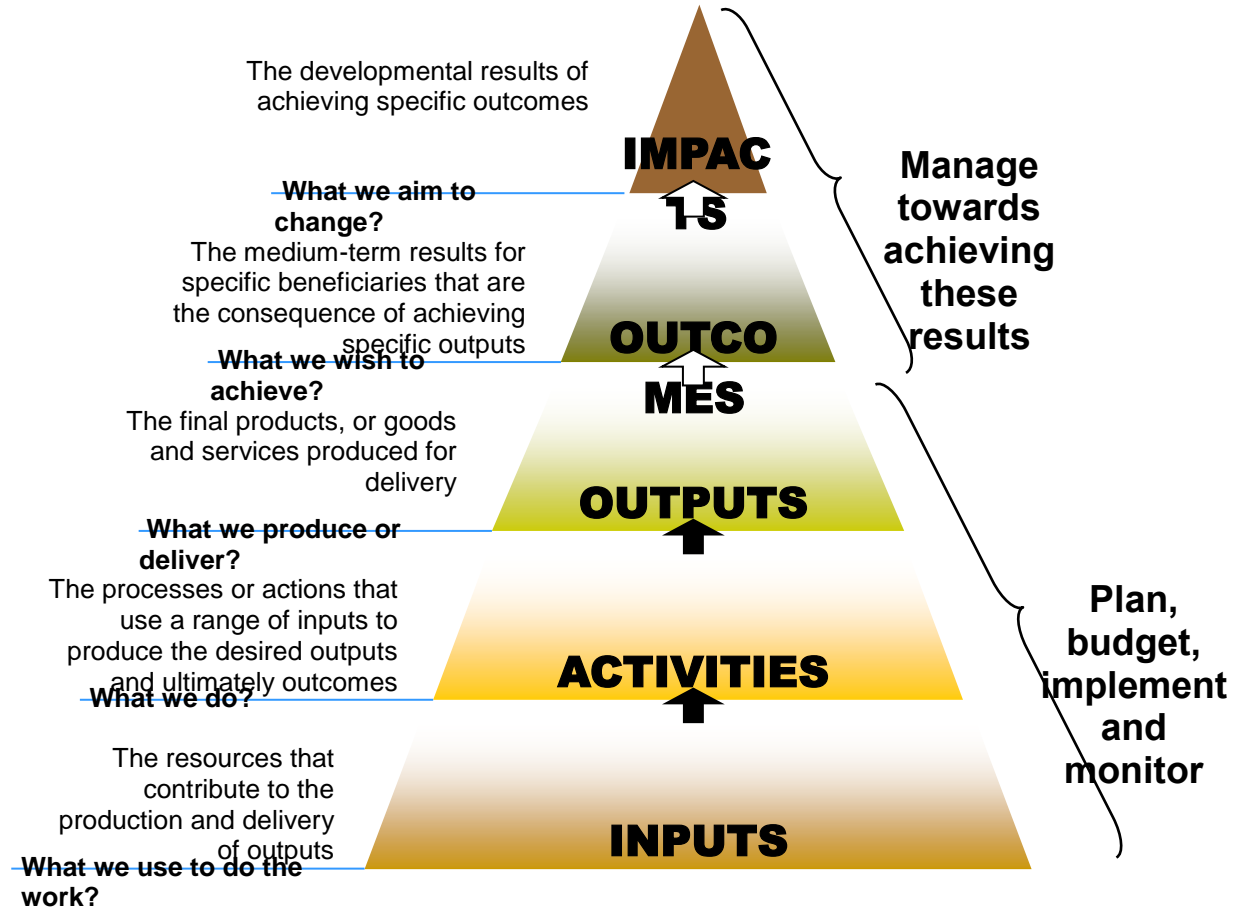 The developmental results of
achieving specific outcomes
IMPAC
TS
What we aim to
change?
The medium-term results for
specific beneficiaries that are
the consequence of achieving
specific outputs
OUTCO
MES
What we wish to
achieve?
The final products, or goods
and services produced for
delivery
OUTPUTS
What we produce or
deliver?
The processes or actions that
use a range of inputs to
produce the desired outputs
and ultimately outcomes
ACTIVITIES
What we do?
The resources that
contribute to the
production and delivery
of outputs
INPUTS
What we use to do the
work?
Manage
towards
achieving
these
results
Plan,
budget,
implement
and
monitor